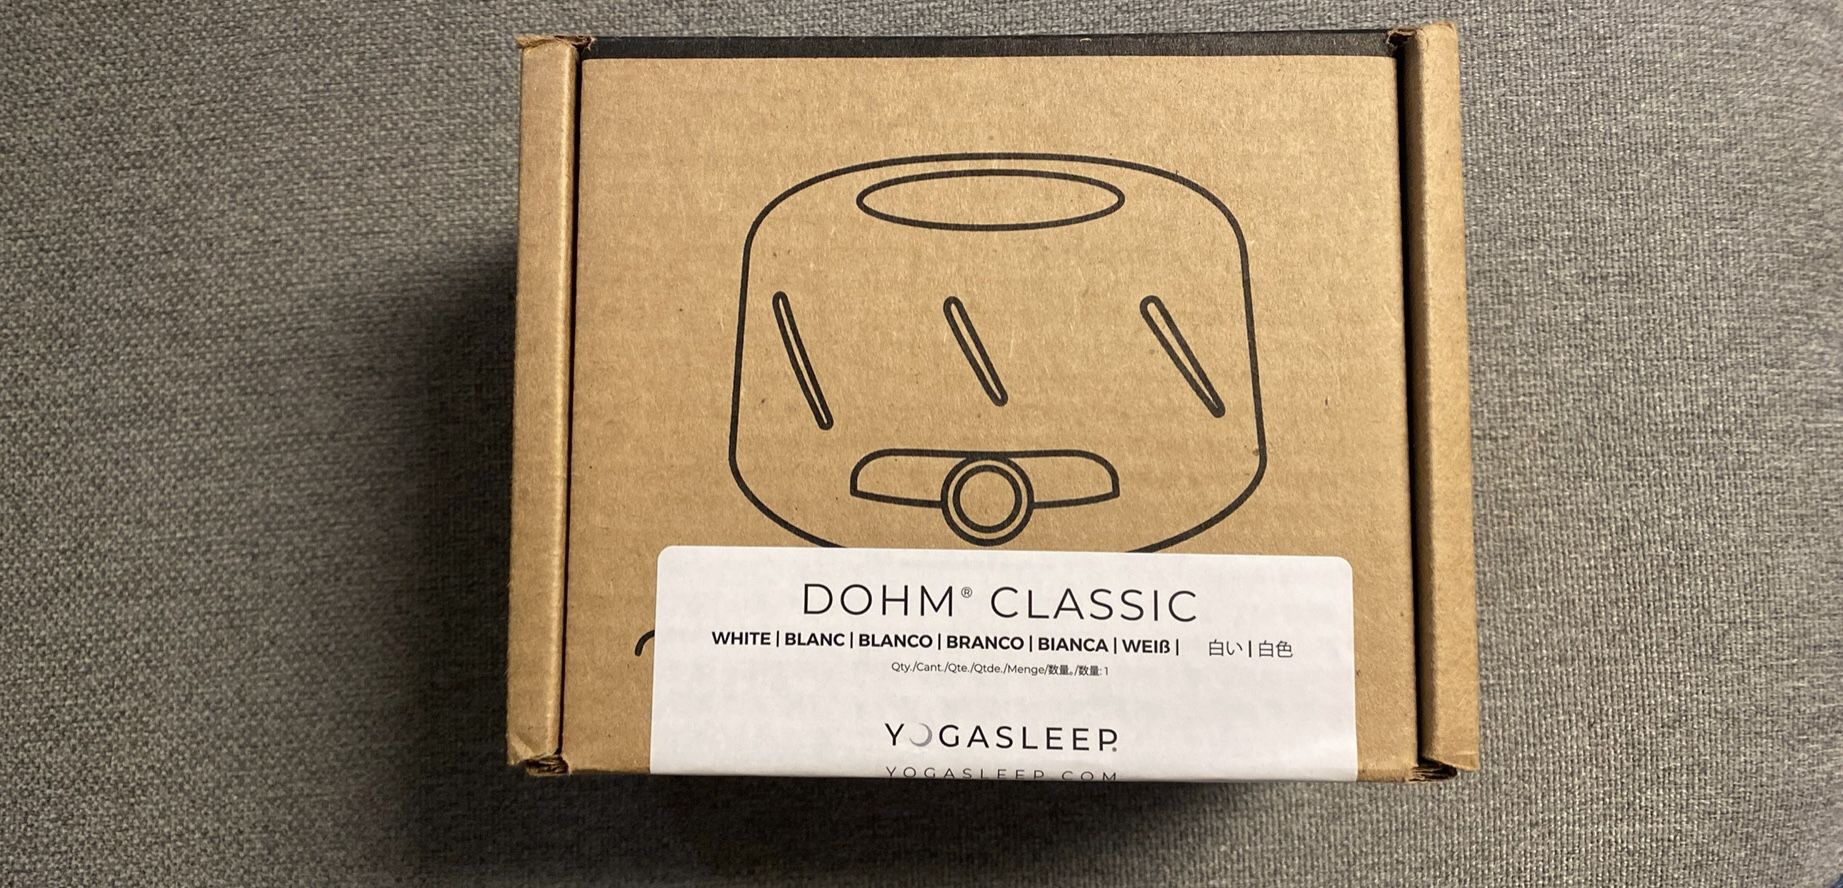 DOHM® CLASSIC
WHITE | BLANC | BLANCO | BRANCO | BIANCA | WEIß | 白い | 白色
Qty./Cant./Qte./Qtde./Menge/数量。/数量: 1
YOGASLEEP.
YOGASLEEP.COM